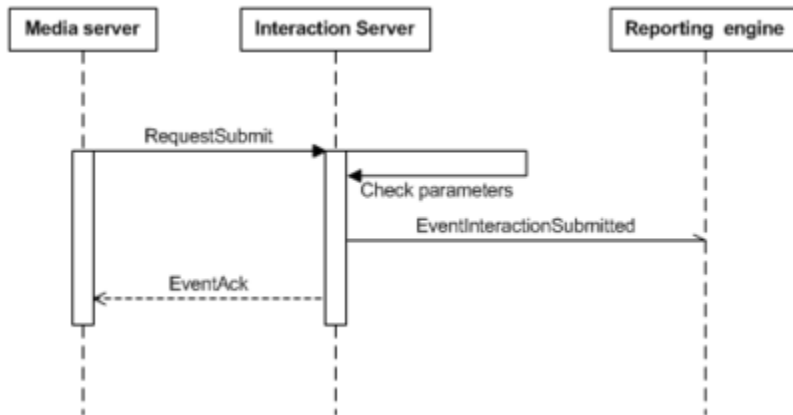 Media server
Interaction Server
Reporting engine
RequestSubmit
Check parameters
EventInteractionSubmitted
EventAck